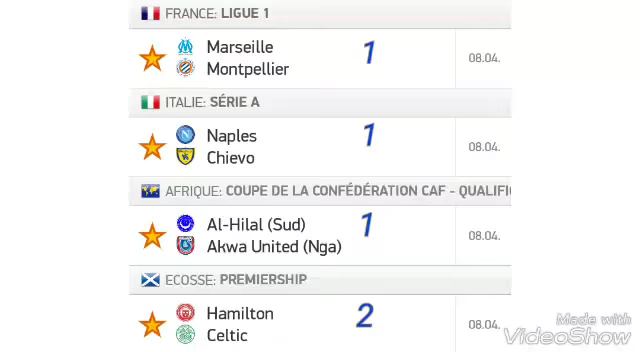 FRANCE: LIGUE 1
Marseille 1 08.04.
Montpellier
ITALIE: SÉRIE A
Naples 1 08.04.
Chievo
AFRIQUE: COUPE DE LA CONFÉDÉRATION CAF - QUALIFIC
Al-Hilal (Sud) 1 08.04.
Akwa United (Nga)
ECOSSE: PREMIERSHIP
Hamilton 2 08.04.
Celtic
Made with
VideoShow